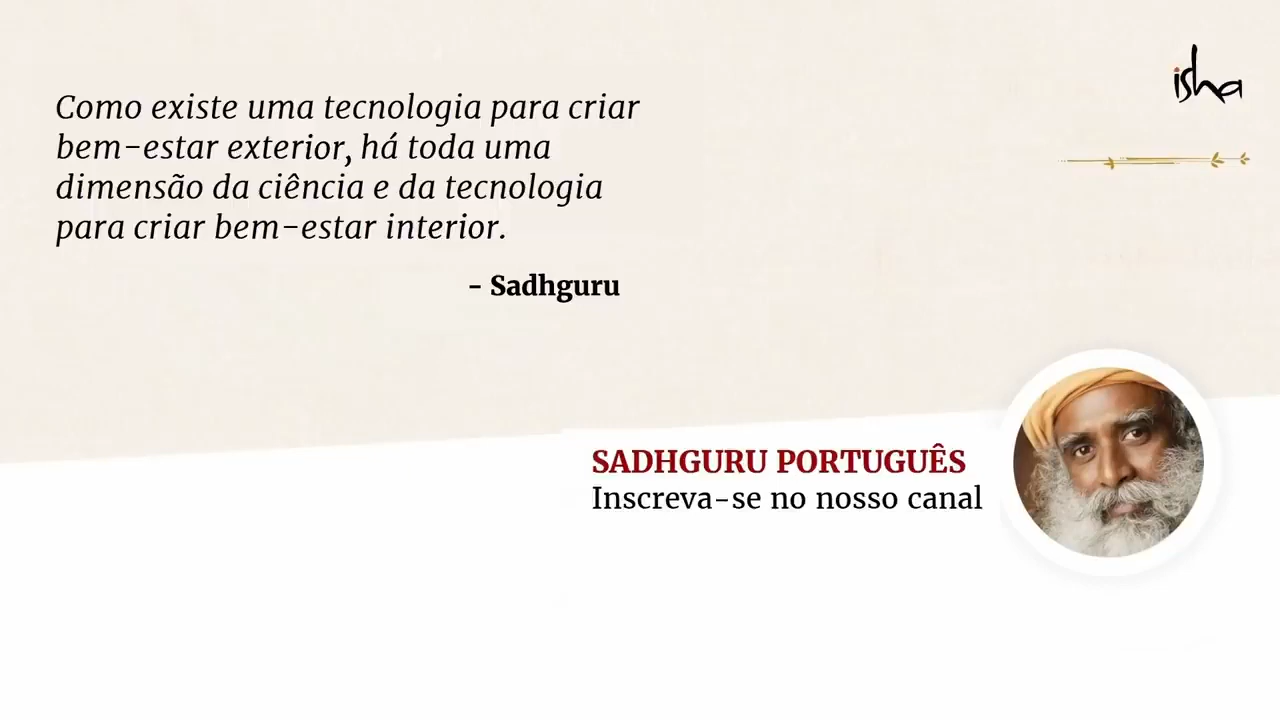 isha
Como existe uma tecnologia para criar
bem-estar exterior, há toda uma
dimensão da ciência e da tecnologia
para criar bem-estar interior.
- Sadhguru
SADHGURU PORTUGUÊS
Inscreva-se no nosso canal